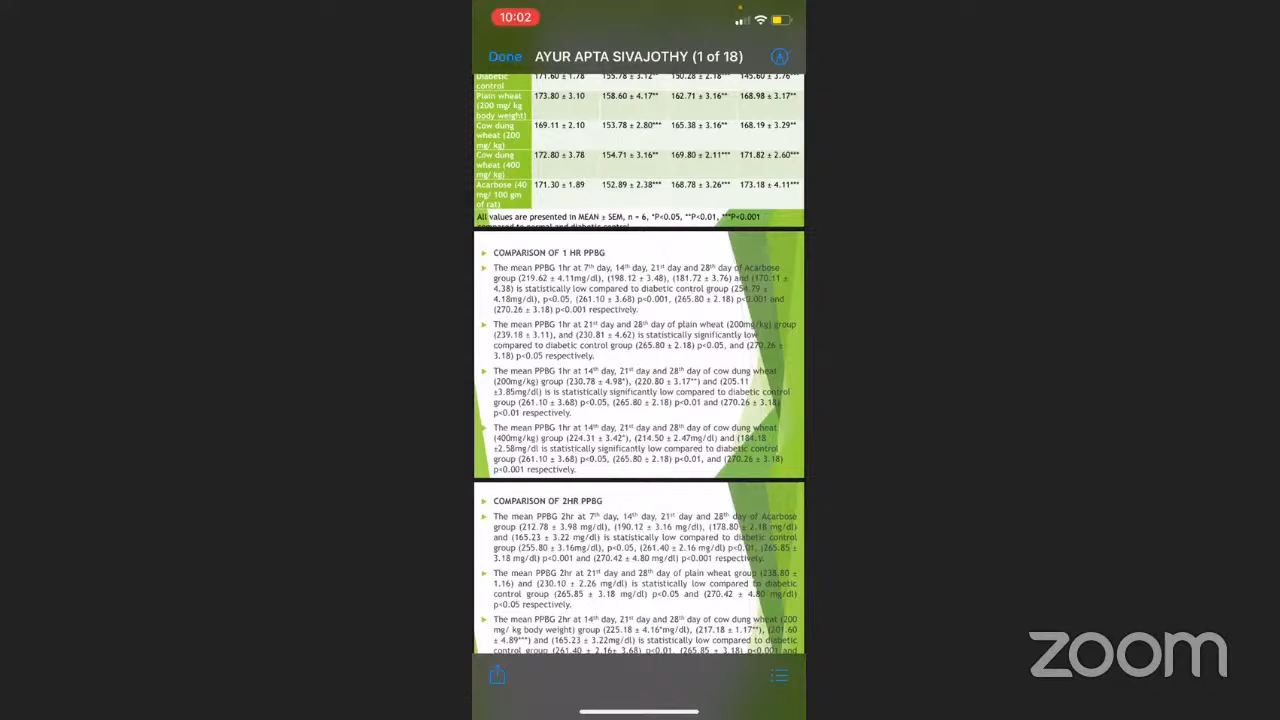 10:02
Done AYUR APTA SIVAJOTHY (1 of 18)
Diabetic 171.60 ± 1.78 155.78 ± 3.12** 150.28 ± 2.18*** 145.60 ± 3.76***
control
Plain wheat 173.80 ± 3.10 158.60 ± 4.17** 162.71 ± 3.16** 168.98 ± 3.17**
(200 mg/ kg
body weight)
Cow dung 169.11 ± 2.10 153.78 ± 2.80*** 165.38 ± 3.16** 168.19 ± 3.29**
wheat (200
mg/ kg)
Cow dung 172.80 ± 3.78 154.71 ± 3.16** 169.80 ± 2.11*** 171.82 ± 2.60***
wheat (400
mg/ kg)
Acarbose (40 171.30 ± 1.89 152.89 ± 2.38*** 168.78 ± 3.26*** 173.18 ± 4.11***
mg/ 100 gm
of rat)
All values are presented in MEAN ± SEM, n = 6, *P<0.05, **P<0.01, ***P<0.001
compared to normal and diabetic control
COMPARISON OF 1 HR PPBG
The mean PPBG 1hr at 7th day, 14th day, 21st day and 28th day of Acarbose
group (219.62 ± 4.11mg/dl), (198.12 ± 3.48), (181.72 ± 3.76) and (170.11 ±
4.38) is statistically low compared to diabetic control group (254.79 ±
4.18mg/dl), p<0.05, (261.10 ± 3.68) p<0.001, (265.80 ± 2.18) p<0.001 and
(270.26 ± 3.18) p<0.001 respectively.
The mean PPBG 1hr at 21st day and 28th day of plain wheat (200mg/kg) group
(239.18 ± 3.11), and (230.81 ± 4.62) is statistically significantly low
compared to diabetic control group (265.80 ± 2.18) p<0.05, and (270.26 ±
3.18) p<0.05 respectively.
The mean PPBG 1hr at 14th day, 21st day and 28th day of cow dung wheat
(200mg/kg) group (230.78 ± 4.98*), (220.80 ± 3.17**) and (205.11
±3.85mg/dl) is is statistically significantly low compared to diabetic control
group (261.10 ± 3.68) p<0.05, (265.80 ± 2.18) p<0.01 and (270.26 ± 3.18)
p<0.01 respectively.
The mean PPBG 1hr at 14th day, 21st day and 28th day of cow dung wheat
(400mg/kg) group (224.31 ± 3.42*), (214.50 ± 2.47mg/dl) and (184.18
±2.58mg/dl is statistically significantly low compared to diabetic control
group (261.10 ± 3.68) p<0.05, (265.80 ± 2.18) p<0.01, and (270.26 ± 3.18)
p<0.001 respectively.
COMPARISON OF 2HR PPBG
The mean PPBG 2hr at 7th day, 14th day, 21st day and 28th day of Acarbose
group (212.78 ± 3.98 mg/dl), (190.12 ± 3.16 mg/dl), (178.80 ± 2.18 mg/dl)
and (165.23 ± 3.22 mg/dl) is statistically low compared to diabetic control
group (255.80 ± 3.16mg/dl), p<0.05, (261.40 ± 2.16 mg/dl) p<0.01, (265.85 ±
3.18 mg/dl) p<0.001 and (270.42 ± 4.80 mg/dl) p<0.001 respectively.
The mean PPBG 2hr at 21st day and 28th day of plain wheat group (238.80 ±
1.16) and (230.10 ± 2.26 mg/dl) is statistically low compared to diabetic
control group (265.85 ± 3.18 mg/dl) p<0.05 and (270.42 ± 4.80 mg/dl)
p<0.05 respectively.
The mean PPBG 2hr at 14th day, 21st day and 28th day of cow dung wheat (200
mg/ kg body weight) group (225.18 ± 4.16*mg/dl), (217.18 ± 1.17**), (201.60
± 4.89***) and (165.23 ± 3.22mg/dl) is statistically low compared to diabetic
control group (261.40 ± 2.16± 3.68) p<0.01, (265.85 ± 3.18) p<0.001 and
zoom